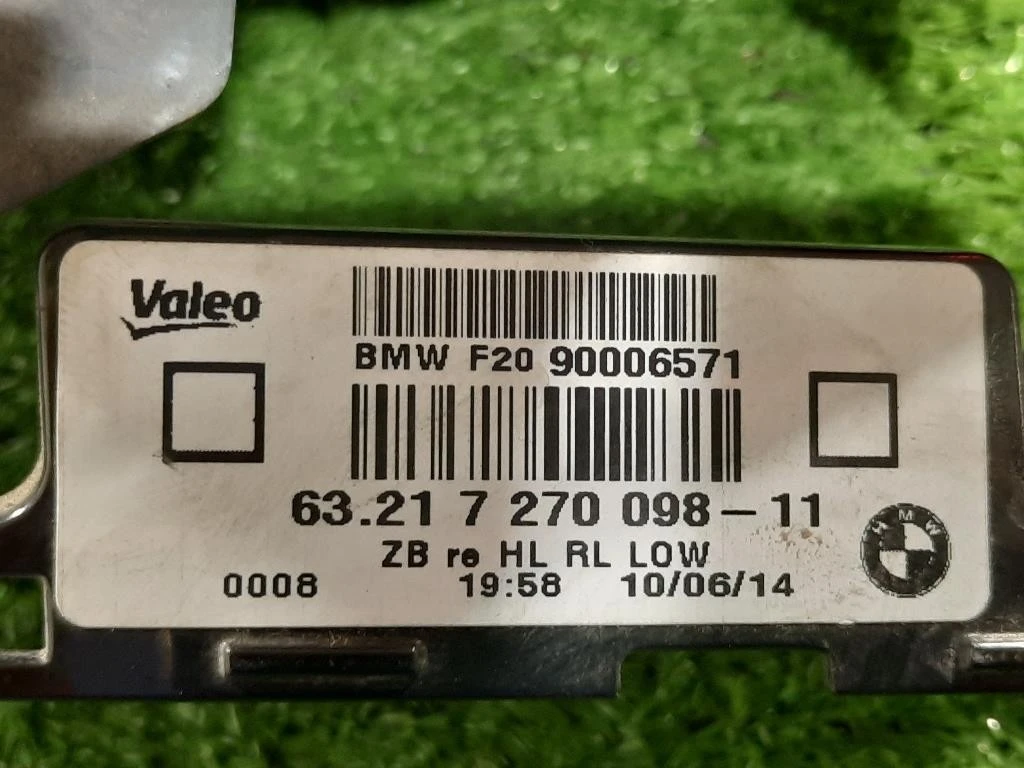 Valeo
BMW F20 90006571
63.21 7 270 098-11
ZB re HL RL LOW
0008 19:58 10/06/14
BMW